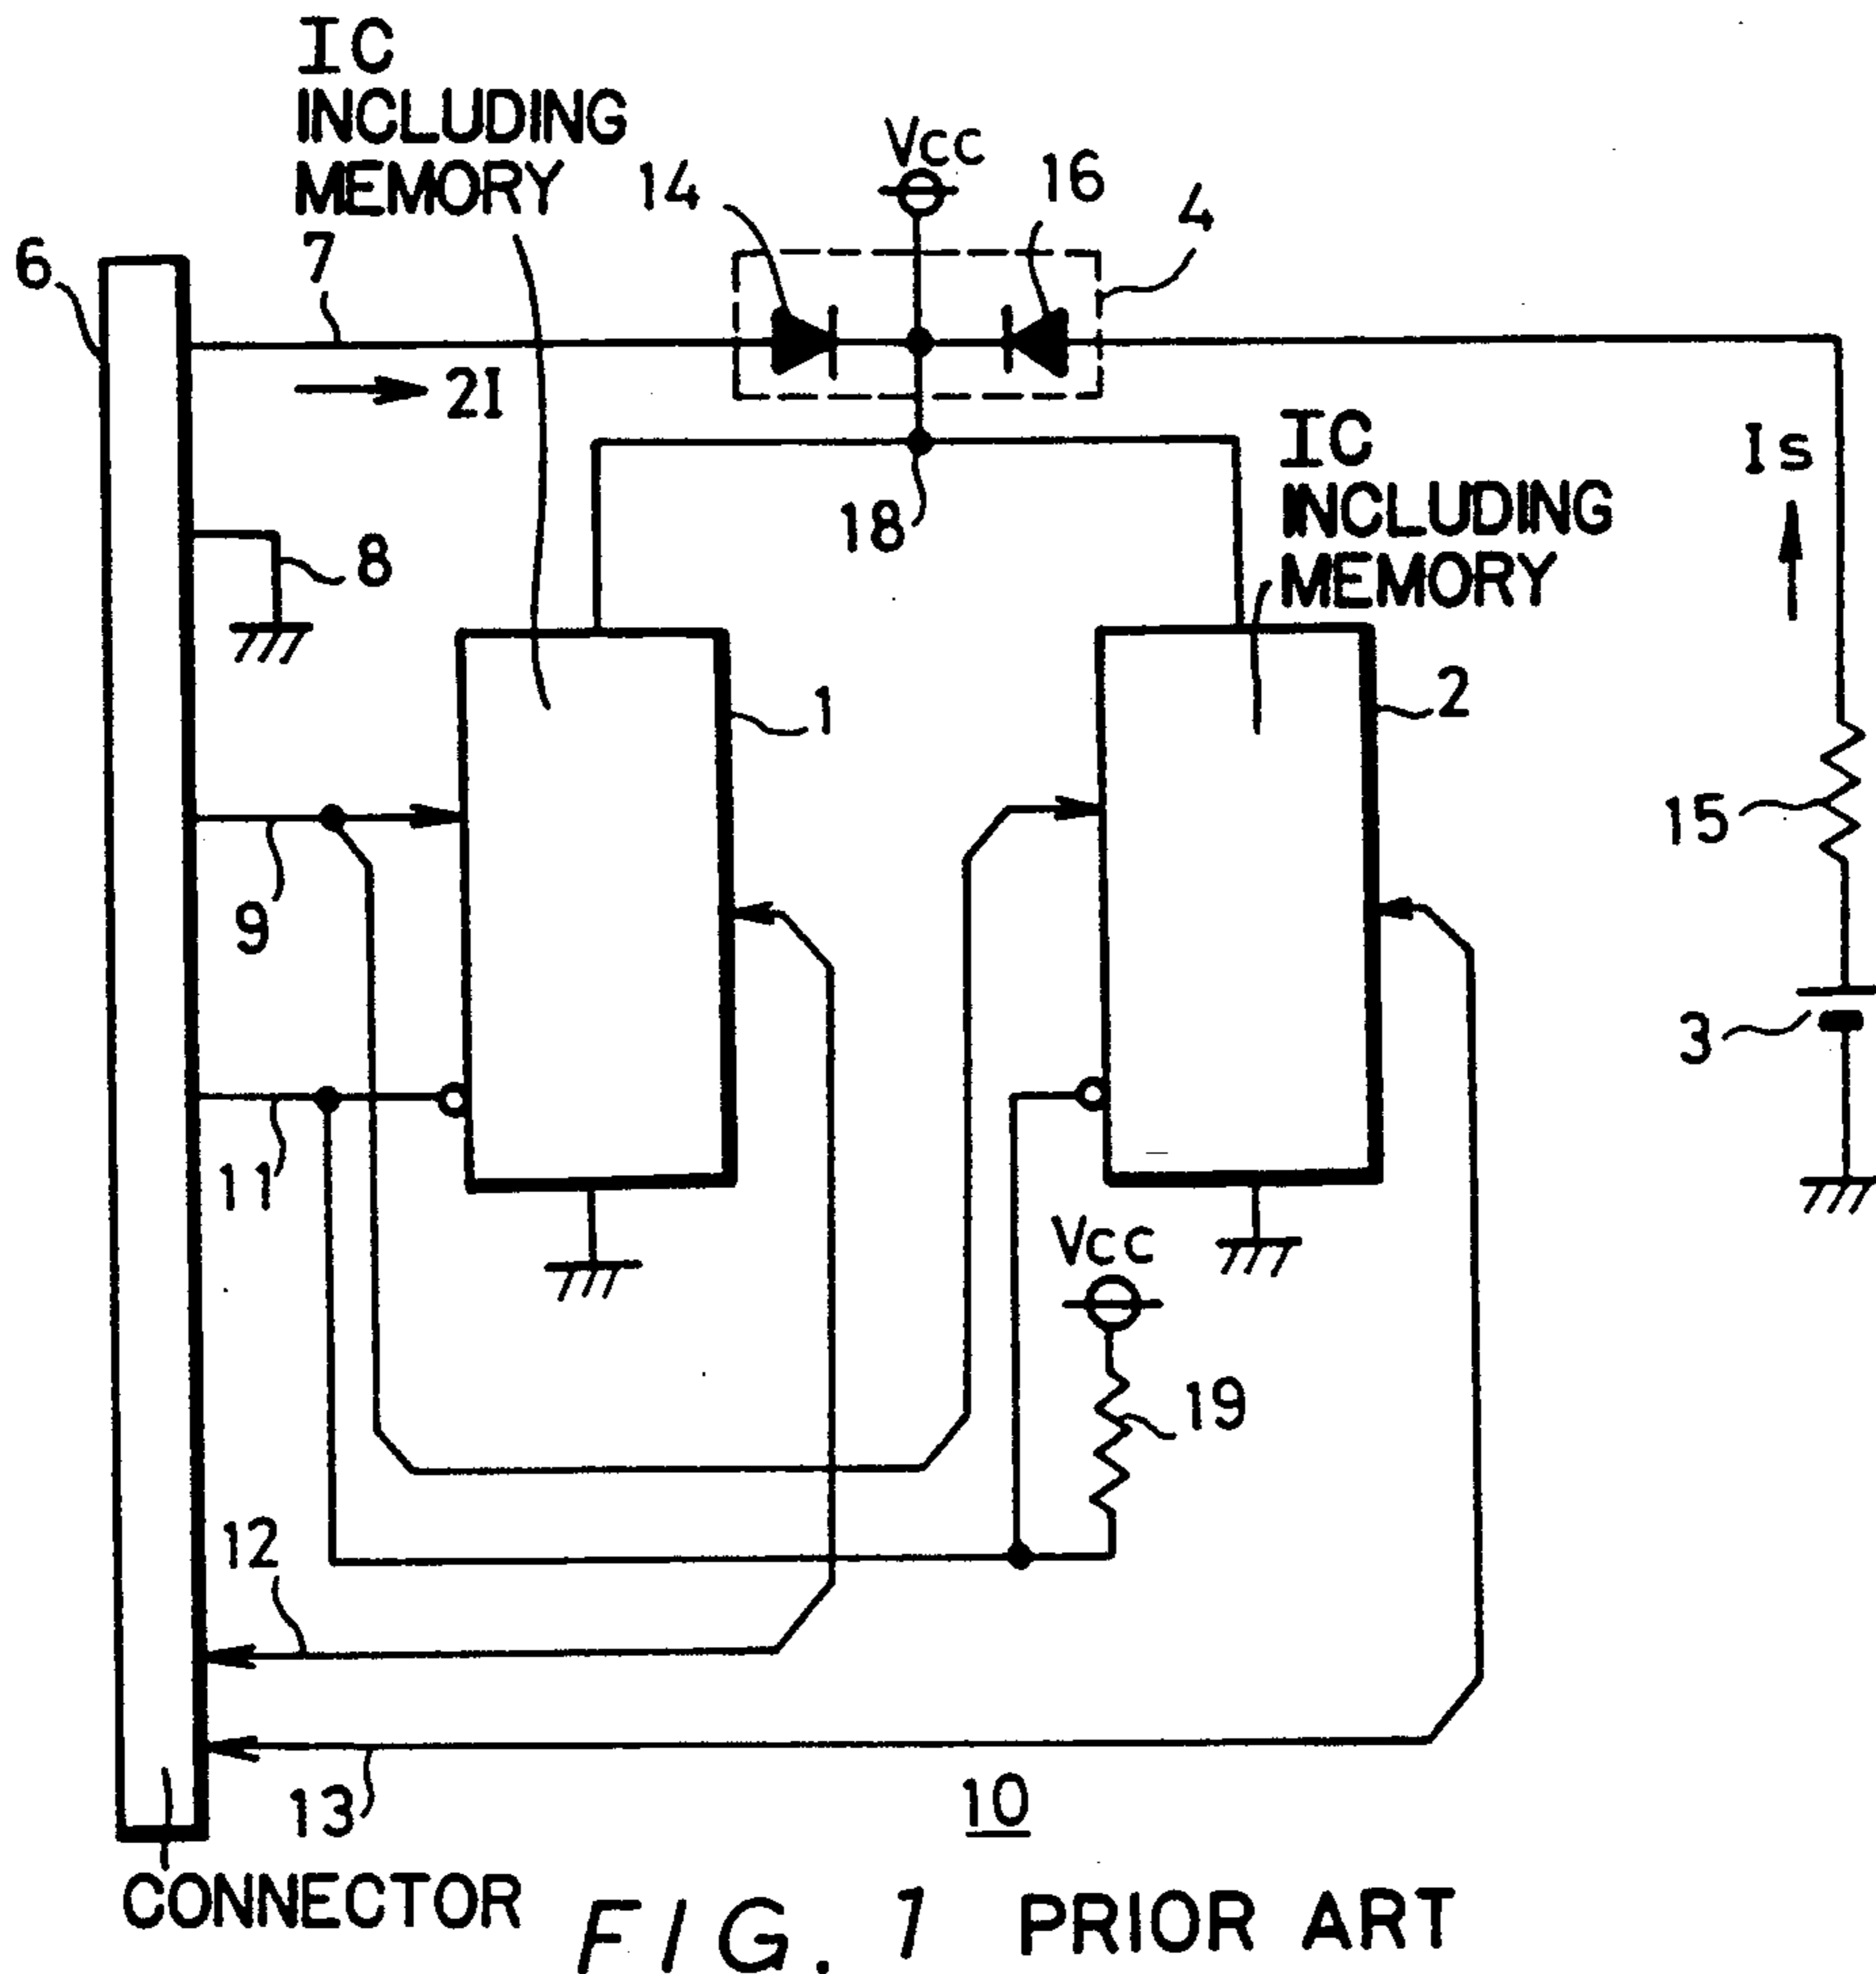 IC
INCLUDING
MEMORY
14
Vcc
16
4
6
7
2I
IC
INCLUDING
MEMORY
Is
18
8
1
2
15
9
3
11
Vcc
19
12
13
10
CONNECTOR
FIG. 1 PRIOR ART